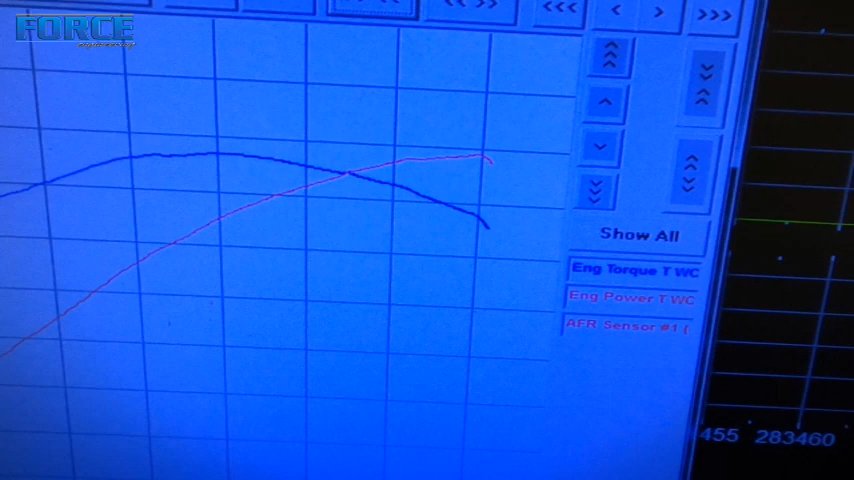 FORCE
engineering
<< >>
<<<
<
>
>>>
Show All
Eng Torque T WC
Eng Power T WC
AFR Sensor #1 (
455 283460